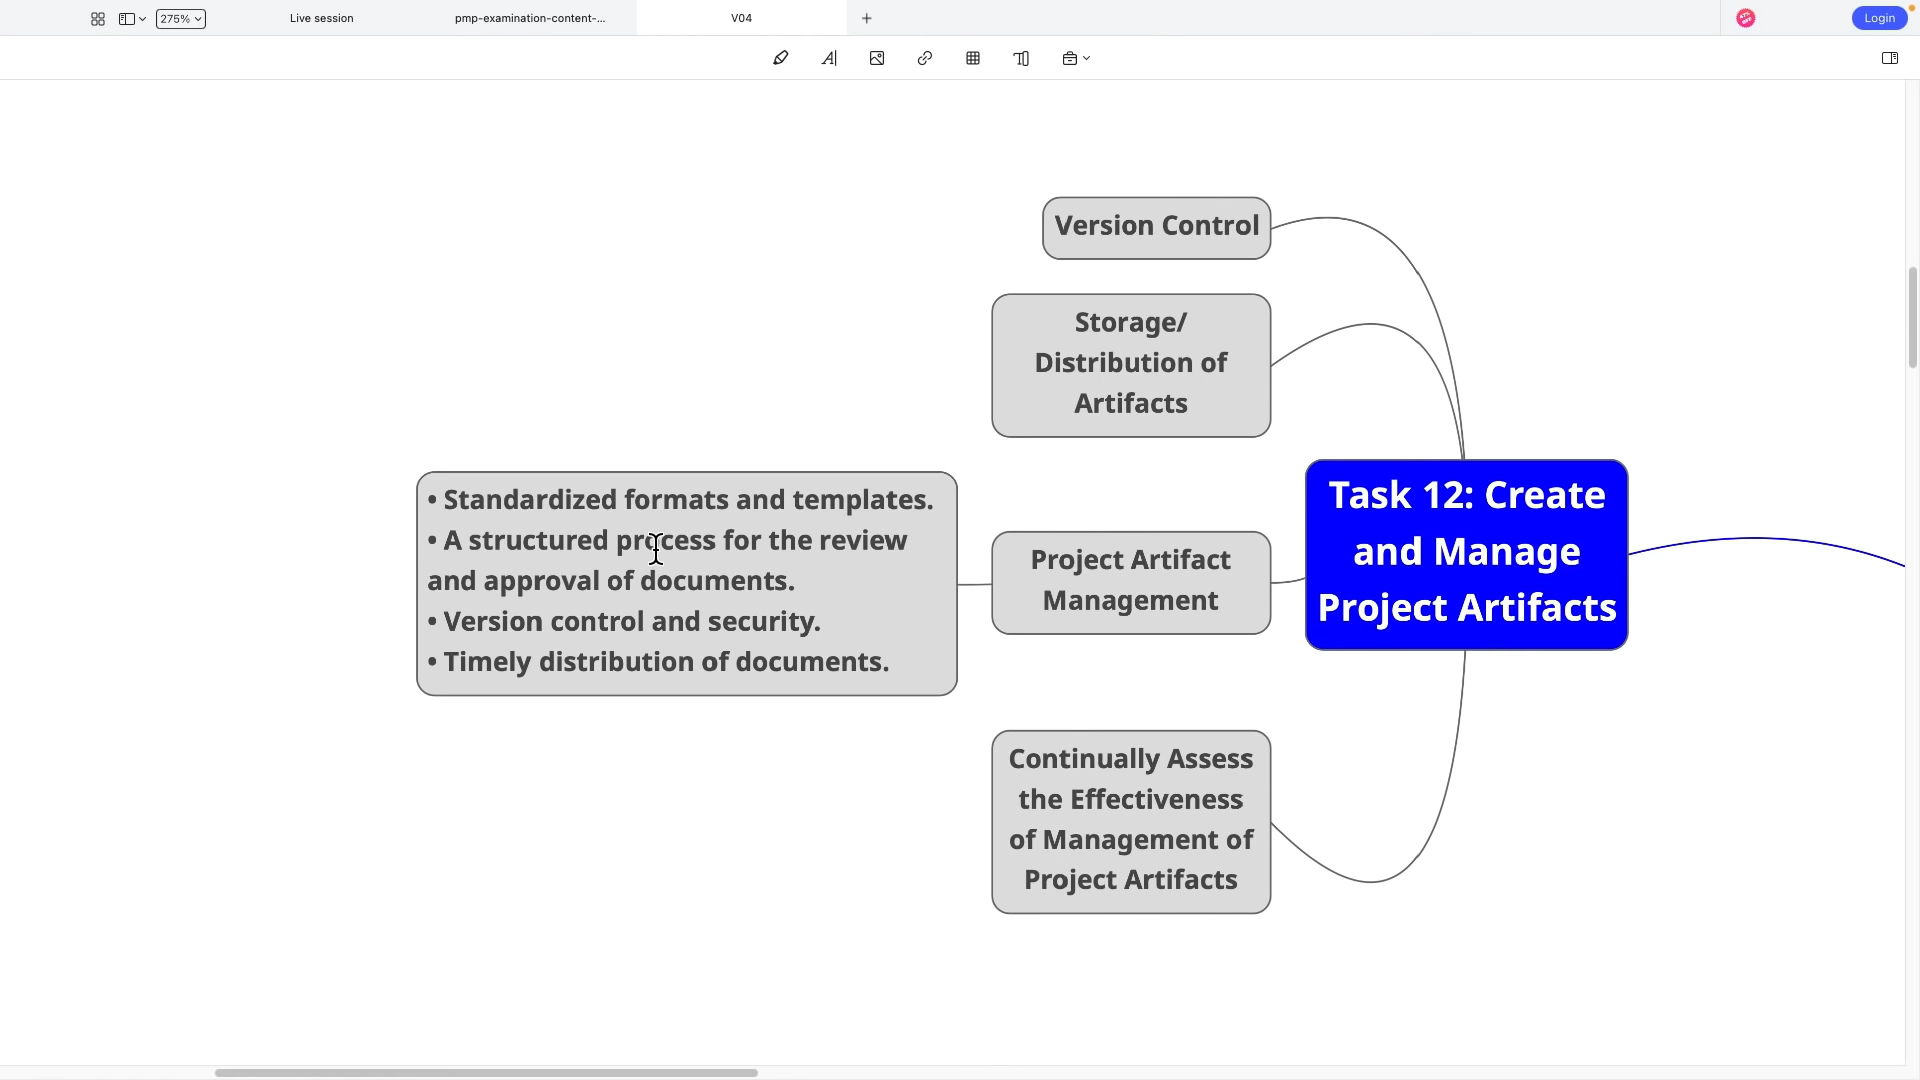 275%
Live session
pmp-examination-content-...
V04
Login
Version Control
Storage/
Distribution of
Artifacts
• Standardized formats and templates.
• A structured process for the review
and approval of documents.
• Version control and security.
• Timely distribution of documents.
Project Artifact
Management
Task 12: Create
and Manage
Project Artifacts
Continually Assess
the Effectiveness
of Management of
Project Artifacts